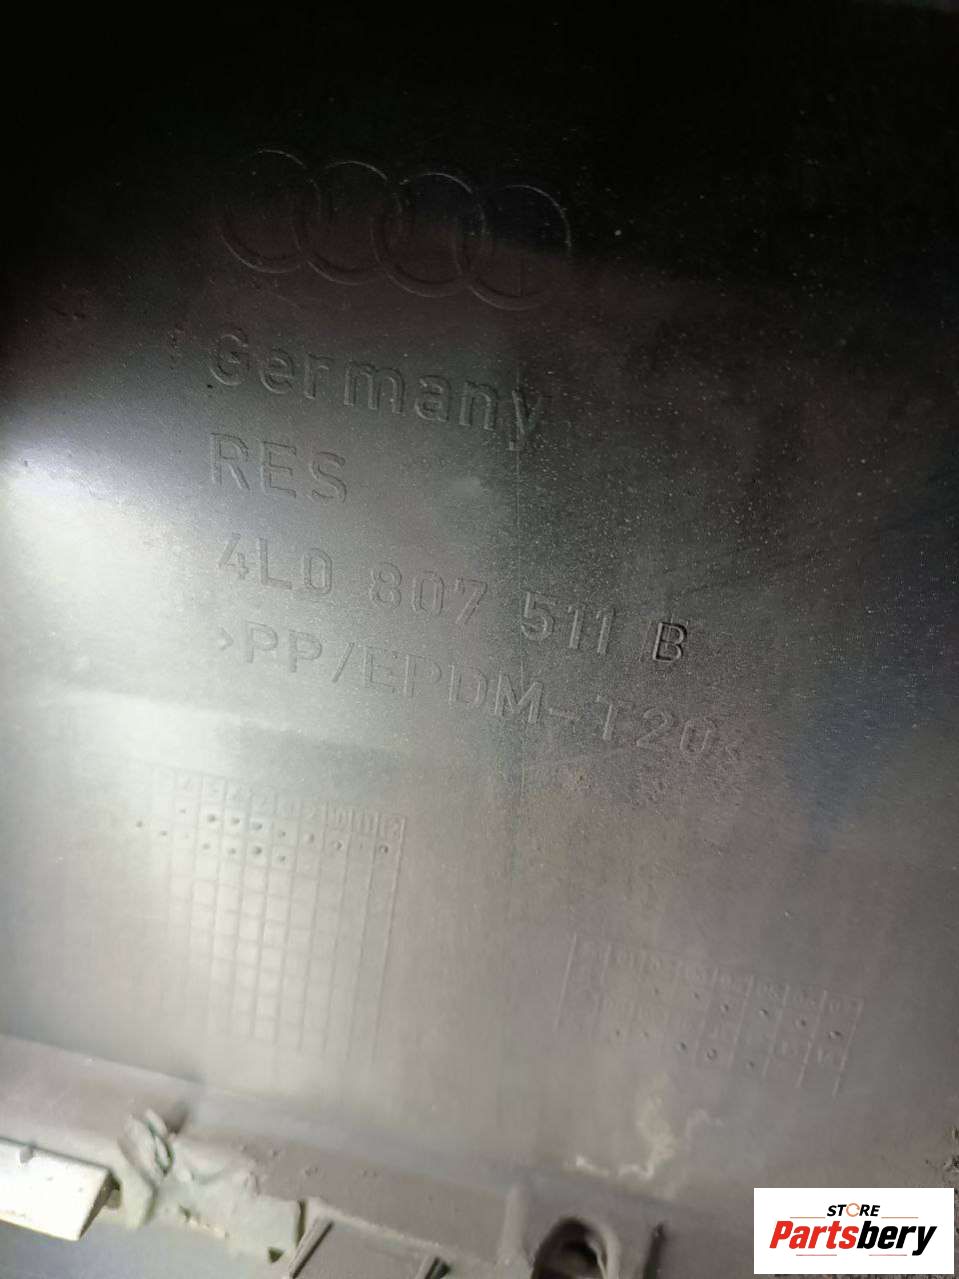 Germany
RES
4L0 807 511 B
>PP/EPDM-T20<
STORE
Partsbery